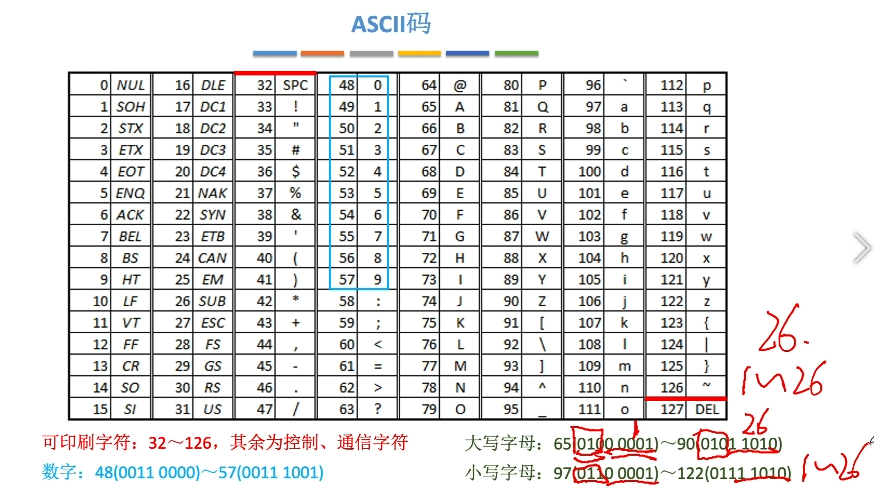 ASCII码
0 NUL 16 DLE 32 SPC 48 0 64 @ 80 P 96 ` 112 p
1 SOH 17 DC1 33 ! 49 1 65 A 81 Q 97 a 113 q
2 STX 18 DC2 34 " 50 2 66 B 82 R 98 b 114 r
3 ETX 19 DC3 35 # 51 3 67 C 83 S 99 c 115 s
4 EOT 20 DC4 36 $ 52 4 68 D 84 T 100 d 116 t
5 ENQ 21 NAK 37 % 53 5 69 E 85 U 101 e 117 u
6 ACK 22 SYN 38 & 54 6 70 F 86 V 102 f 118 v
7 BEL 23 ETB 39 ' 55 7 71 G 87 W 103 g 119 w
8 BS 24 CAN 40 ( 56 8 72 H 88 X 104 h 120 x
9 HT 25 EM 41 ) 57 9 73 I 89 Y 105 i 121 y
10 LF 26 SUB 42 * 58 : 74 J 90 Z 106 j 122 z
11 VT 27 ESC 43 + 59 ; 75 K 91 [ 107 k 123 {
12 FF 28 FS 44 , 60 < 76 L 92 \ 108 l 124 |
13 CR 29 GS 45 - 61 = 77 M 93 ] 109 m 125 }
14 SO 30 RS 46 . 62 > 78 N 94 ^ 110 n 126 ~
15 SI 31 US 47 / 63 ? 79 O 95 _ 111 o 127 DEL
26.
1~26
1 26
可印刷字符：32～126，其余为控制、通信字符 大写字母：65(0100 0001)～90(0101 1010)
数字：48(0011 0000)～57(0011 1001) 小写字母：97(0110 0001)～122(0111 1010) 1~26